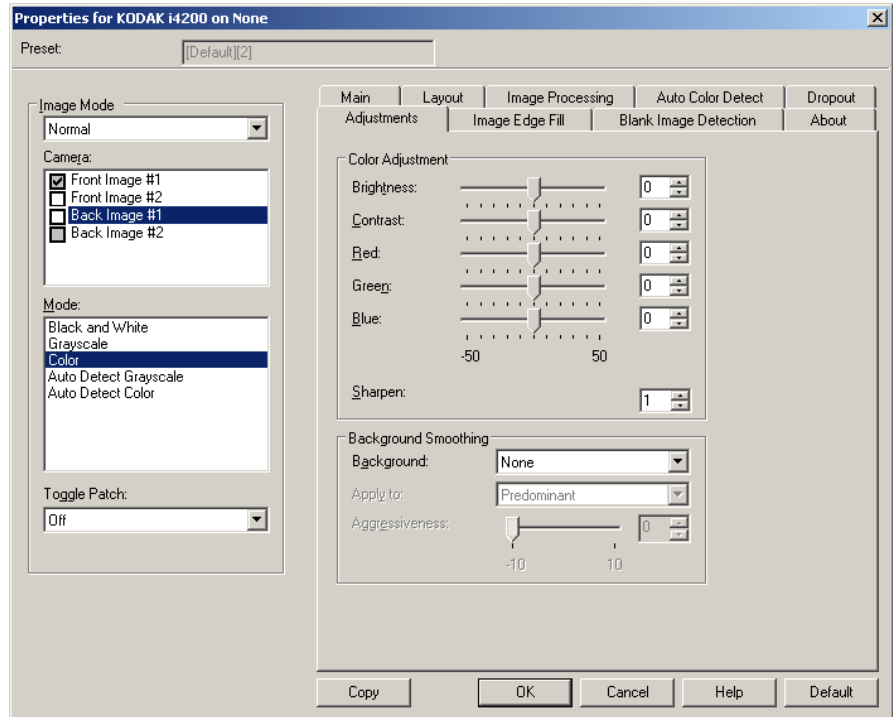 Properties for KODAK i4200 on None
Preset: [Default][2]
Image Mode
Normal
Camera:
Front Image #1
Front Image #2
Back Image #1
Back Image #2
Mode:
Black and White
Grayscale
Color
Auto Detect Grayscale
Auto Detect Color
Toggle Patch:
Off
Main Layout Image Processing Auto Color Detect Dropout
Adjustments Image Edge Fill Blank Image Detection About
Color Adjustment
Brightness: 0
Contrast: 0
Red: 0
Green: 0
Blue: 0
-50 50
Sharpen: 1
Background Smoothing
Background: None
Apply to: Predominant
Aggressiveness: 0
-10 10
Copy OK Cancel Help Default